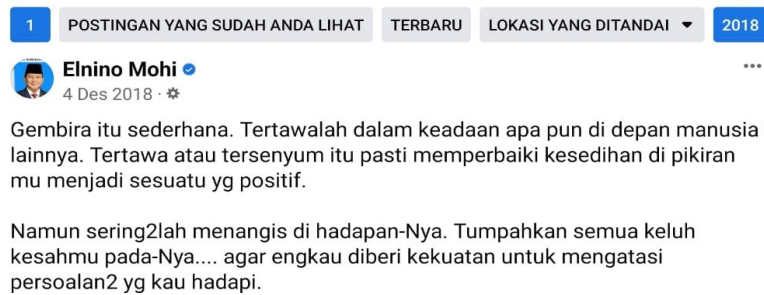 1 POSTINGAN YANG SUDAH ANDA LIHAT TERBARU LOKASI YANG DITANDAI 2018
Elnino Mohi
4 Des 2018 ·
Gembira itu sederhana. Tertawalah dalam keadaan apa pun di depan manusia
lainnya. Tertawa atau tersenyum itu pasti memperbaiki kesedihan di pikiran
mu menjadi sesuatu yg positif.
Namun sering2lah menangis di hadapan-Nya. Tumpahkan semua keluh
kesahmu pada-Nya.... agar engkau diberi kekuatan untuk mengatasi
persoalan2 yg kau hadapi.